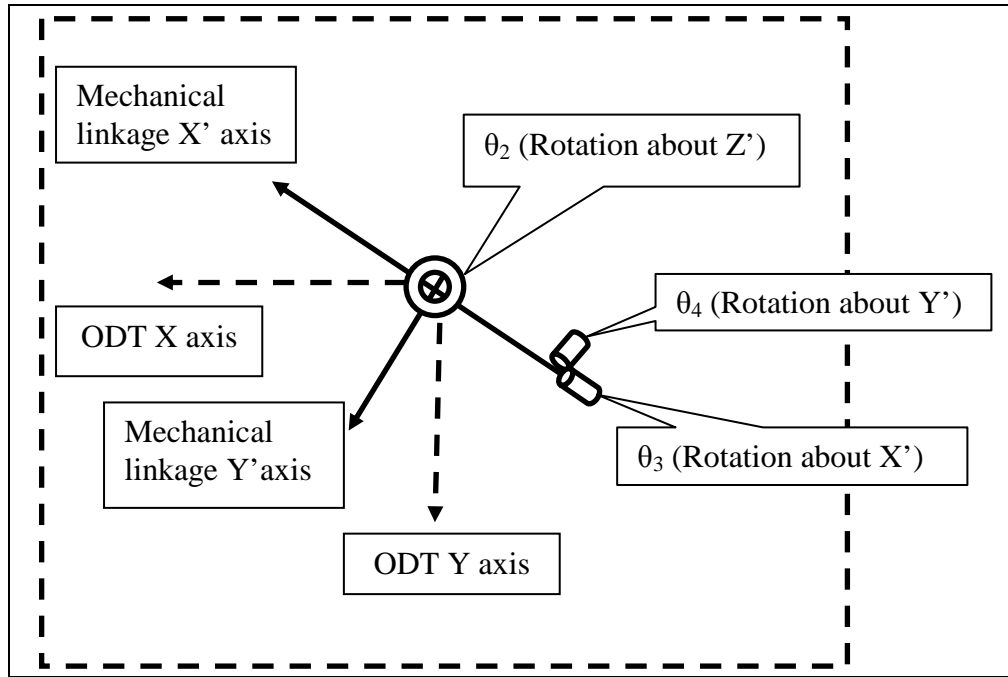 Mechanical
linkage X’ axis
θ₂ (Rotation about Z’)
θ₄ (Rotation about Y’)
ODT X axis
Mechanical
linkage Y’axis
θ₃ (Rotation about X’)
ODT Y axis